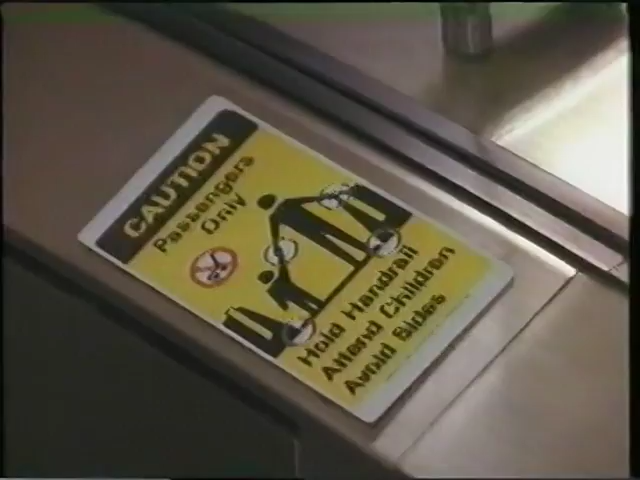 CAUTION
Passengers
Only
Hold Handrail
Attend Children
Avoid Sides